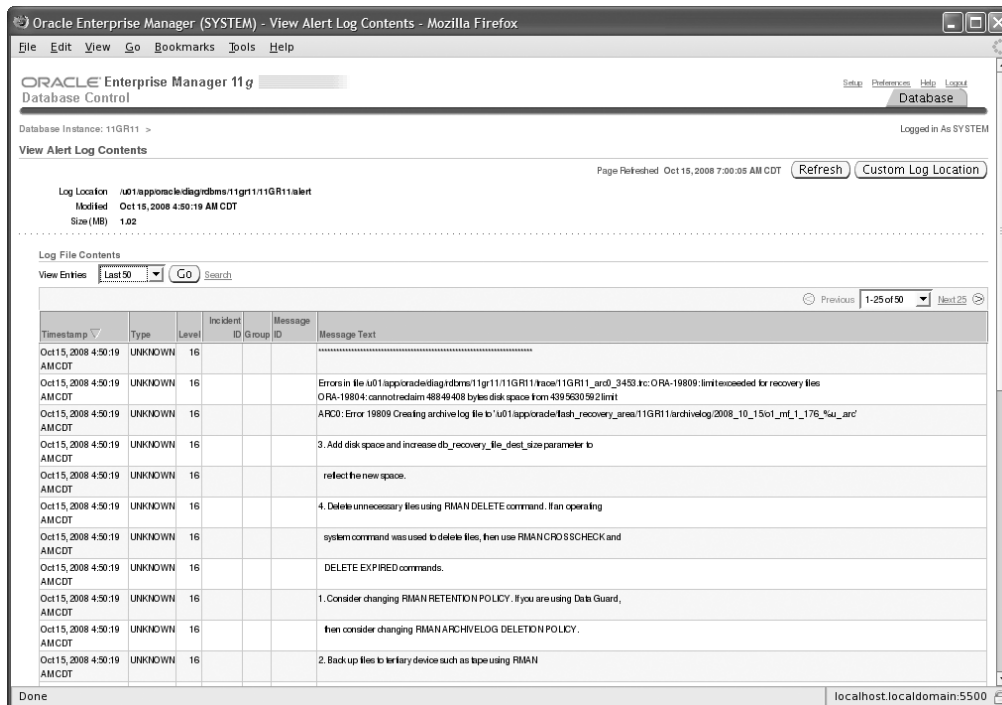 Oracle Enterprise Manager (SYSTEM) - View Alert Log Contents - Mozilla Firefox
File Edit View Go Bookmarks Tools Help
ORACLE Enterprise Manager 11g
Database Control
Setup Preferences Help Logout
Database
Database Instance: 11GR11 >
Logged in As SYSTEM
View Alert Log Contents
Page Refreshed Oct 15, 2008 7:00:05 AM CDT Refresh Custom Log Location
Log Location /u01/app/oracle/diag/rdbms/11gr11/11GR11/alert
Modified Oct 15, 2008 4:50:19 AM CDT
Size (MB) 1.02
Log File Contents
View Entries Last 50 Go Search
Previous 1-25 of 50 Next 25
Timestamp Type Level Incident ID Group Message ID Message Text
Oct 15, 2008 4:50:19 AM CDT UNKNOWN 16 ************************************************************************
Oct 15, 2008 4:50:19 AM CDT UNKNOWN 16 Errors in file /u01/app/oracle/diag/rdbms/11gr11/11GR11/trace/11GR11_arc0_3453.trc: ORA-19809: limit exceeded for recovery files
ORA-19804: cannot reclaim 48849408 bytes disk space from 4395630592 limit
Oct 15, 2008 4:50:19 AM CDT UNKNOWN 16 ARC0: Error 19809 Creating archive log file to '/u01/app/oracle/flash_recovery_area/11GR11/archivelog/2008_10_15/o1_mf_1_176_%u_.arc'
Oct 15, 2008 4:50:19 AM CDT UNKNOWN 16 3. Add disk space and increase db_recovery_file_dest_size parameter to
Oct 15, 2008 4:50:19 AM CDT UNKNOWN 16 reflect the new space.
Oct 15, 2008 4:50:19 AM CDT UNKNOWN 16 4. Delete unnecessary files using RMAN DELETE command. If an operating
Oct 15, 2008 4:50:19 AM CDT UNKNOWN 16 system command was used to delete files, then use RMAN CROSSCHECK and
Oct 15, 2008 4:50:19 AM CDT UNKNOWN 16 DELETE EXPIRED commands.
Oct 15, 2008 4:50:19 AM CDT UNKNOWN 16 1. Consider changing RMAN RETENTION POLICY. If you are using Data Guard,
Oct 15, 2008 4:50:19 AM CDT UNKNOWN 16 then consider changing RMAN ARCHIVELOG DELETION POLICY.
Oct 15, 2008 4:50:19 AM CDT UNKNOWN 16 2. Back up files to tertiary device such as tape using RMAN
Done localhost.localdomain:5500